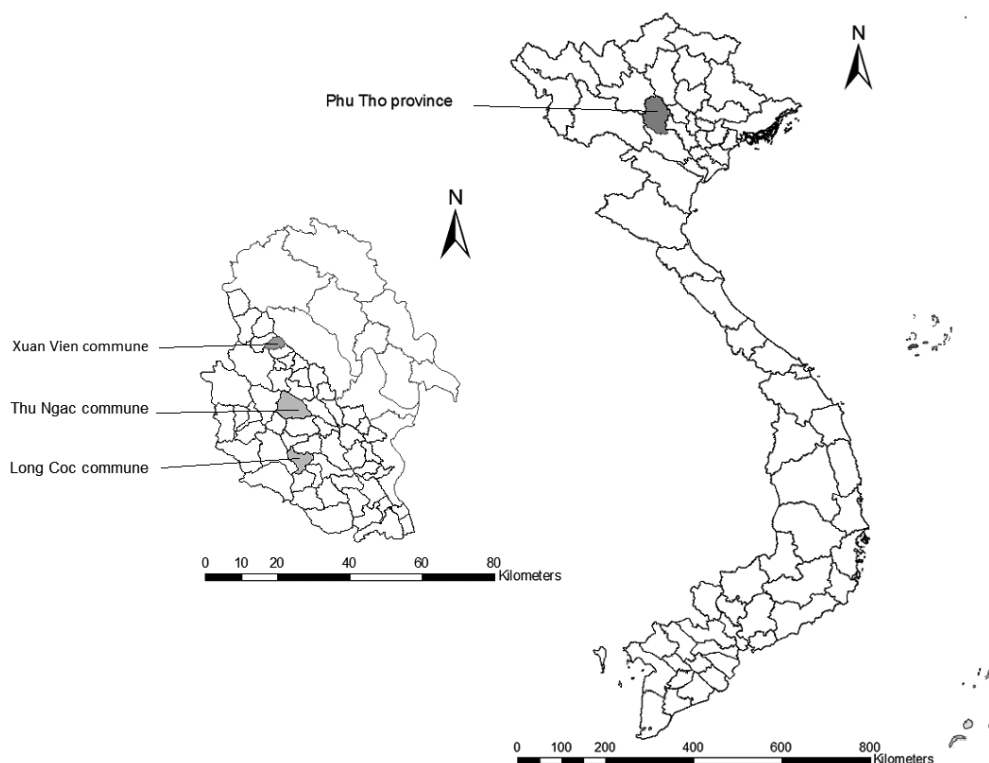 N
Phu Tho province
N
Xuan Vien commune
Thu Ngac commune
Long Coc commune
0 10 20 40 60 80
Kilometers
0 100 200 400 600 800
Kilometers